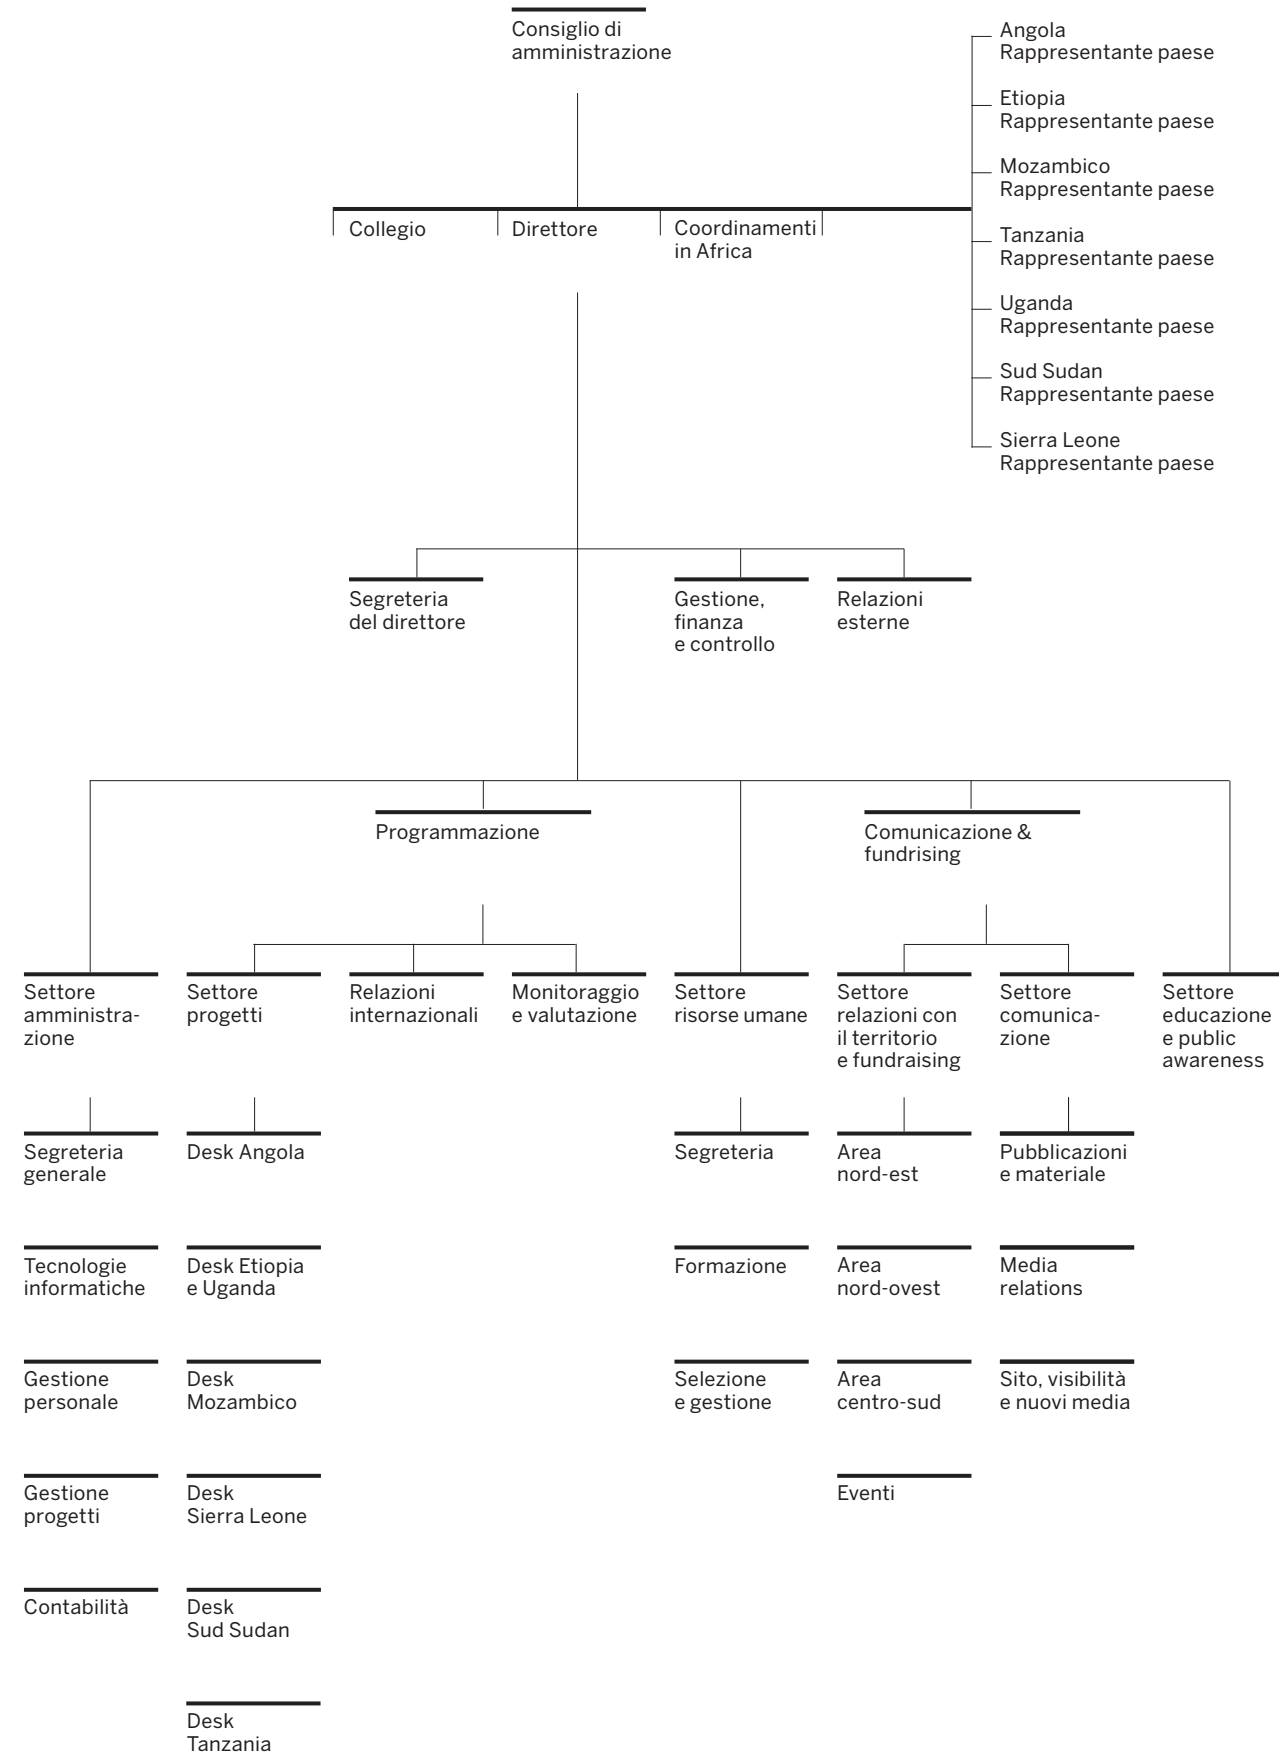 Consiglio di
amministrazione
Angola
Rappresentante paese
Etiopia
Rappresentante paese
Mozambico
Rappresentante paese
Tanzania
Rappresentante paese
Uganda
Rappresentante paese
Sud Sudan
Rappresentante paese
Sierra Leone
Rappresentante paese
Collegio
Direttore
Coordinamenti
in Africa
Segreteria
del direttore
Gestione,
finanza
e controllo
Relazioni
esterne
Programmazione
Comunicazione &
fundrising
Settore
amministra-
zione
Settore
progetti
Relazioni
internazionali
Monitoraggio
e valutazione
Settore
risorse umane
Settore
relazioni con
il territorio
e fundraising
Settore
comunica-
zione
Settore
educazione
e public
awareness
Segreteria
generale
Desk Angola
Segreteria
Area
nord-est
Pubblicazioni
e materiale
Tecnologie
informatiche
Desk Etiopia
e Uganda
Formazione
Area
nord-ovest
Media
relations
Gestione
personale
Desk
Mozambico
Selezione
e gestione
Area
centro-sud
Sito, visibilità
e nuovi media
Gestione
progetti
Desk
Sierra Leone
Eventi
Contabilità
Desk
Sud Sudan
Desk
Tanzania